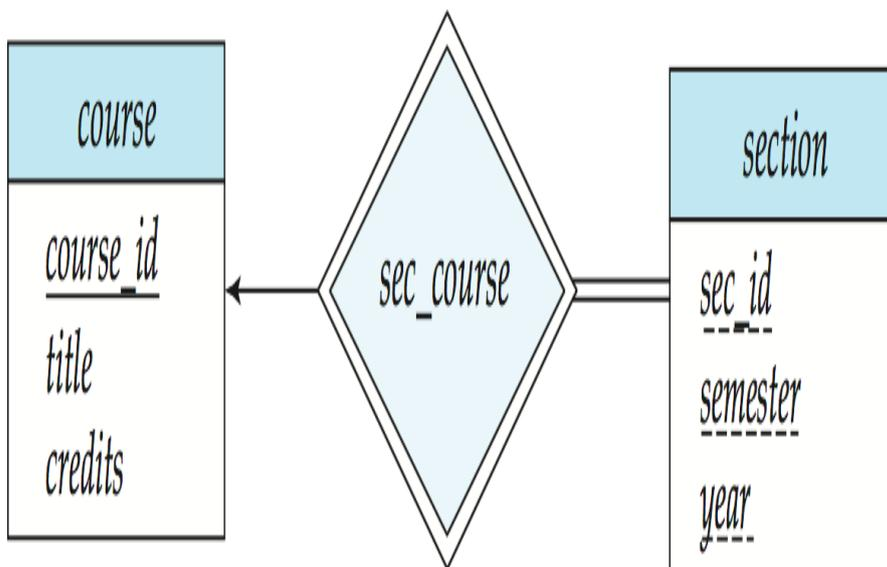 course
course_id
title
credits
sec_course
section
sec_id
semester
year